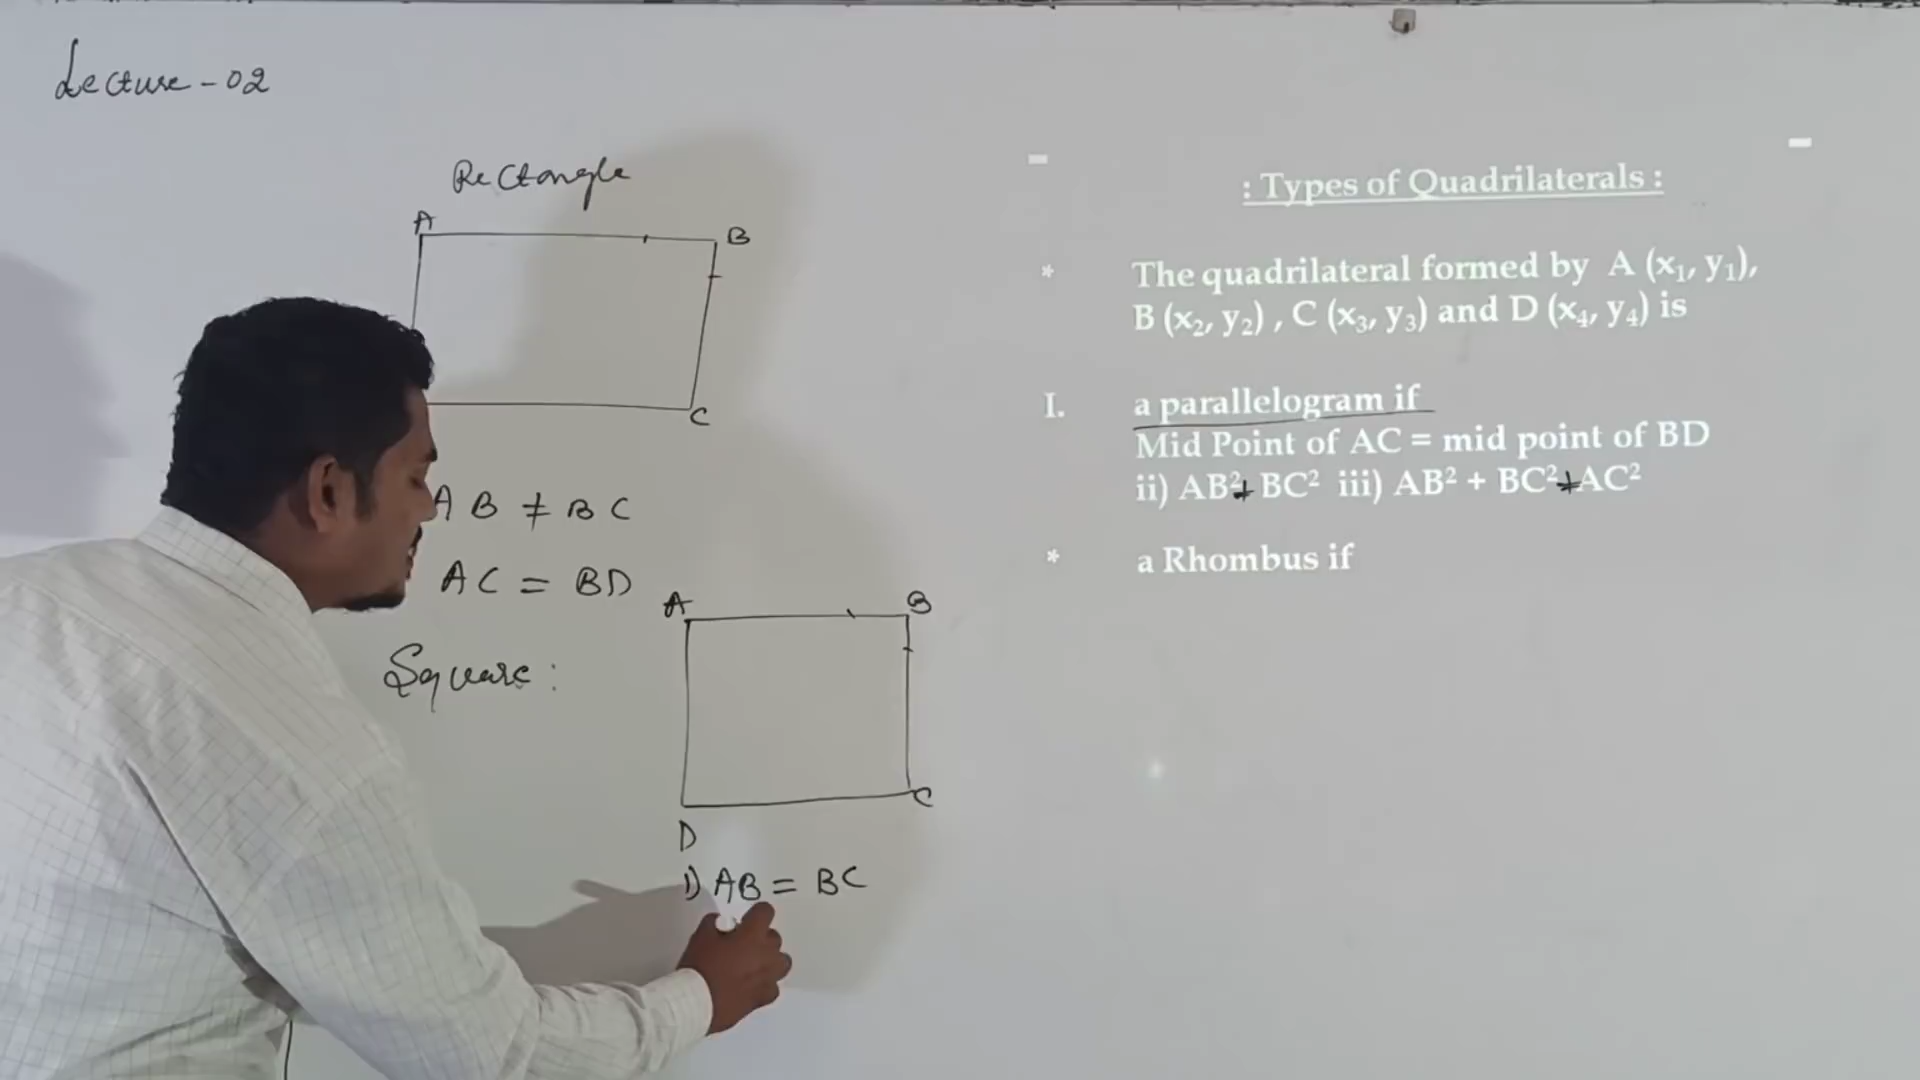 Lecture - 02
Rectangle
A
B
C
AB ≠ BC
AC = BD
Square :
A
B
C
D
1) AB = BC
: Types of Quadrilaterals :
* The quadrilateral formed by A (x₁, y₁),
B (x₂, y₂) , C (x₃, y₃) and D (x₄, y₄) is
I. a parallelogram if
Mid Point of AC = mid point of BD
ii) AB² ≠ BC² iii) AB² + BC² ≠ AC²
* a Rhombus if